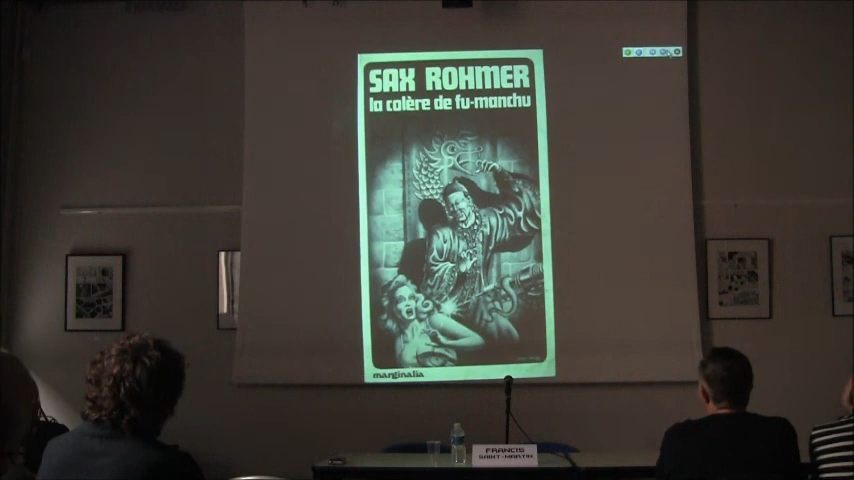 SAX ROHMER
la colère de fu-manchu
marginalia
FRANCIS
SAINT-MARTIN